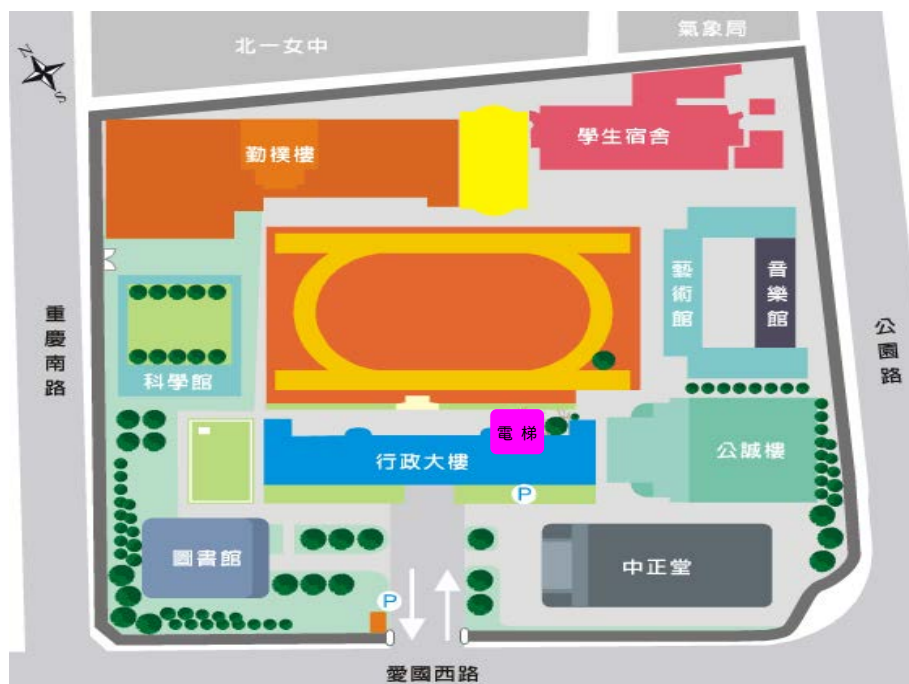 北一女中
氣象局
N
S
勤樸樓
學生宿舍
藝術館
音樂館
重慶南路
公園路
科學館
電梯
行政大樓
公誠樓
P
圖書館
中正堂
P
愛國西路